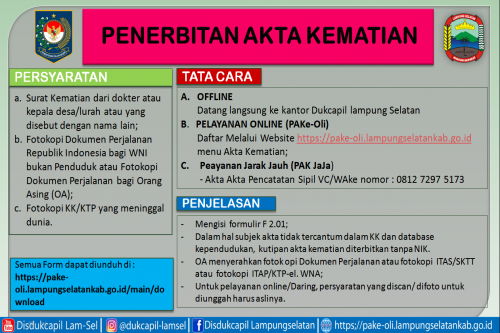 PENERBITAN AKTA KEMATIAN
LAMPUNG SELATAN
PERSYARATAN
a. Surat Kematian dari dokter atau
kepala desa/lurah atau yang
disebut dengan nama lain;
b. Fotokopi Dokumen Perjalanan
Republik Indonesia bagi WNI
bukan Penduduk atau Fotokopi
Dokumen Perjalanan bagi Orang
Asing (OA);
c. Fotokopi KK/KTP yang meninggal
dunia.
Semua Form dapat diunduh di :
https://pake-
oli.lampungselatankab.go.id/main/do
wnload
TATA CARA
A. OFFLINE
Datang langsung ke kantor Dukcapil lampung Selatan
B. PELAYANAN ONLINE (PAKe-Oli)
Daftar Melalui Website https://pake-oli.lampungselatankab.go.id
menu Akta Kematian;
C. Peayanan Jarak Jauh (PAK JaJa)
- Akta Akta Pencatatan Sipil VC/WAke nomor : 0812 7297 5173
PENJELASAN
- Mengisi formulir F 2.01;
- Dalam hal subjek akta tidak tercantum dalam KK dan database
kependudukan, kutipan akta kematian diterbitkan tanpa NIK.
- OA menyerahkan fotokopi Dokumen Perjalanan atau fotokopi ITAS/SKTT
atau fotokopi ITAP/KTP-el. WNA;
- Untuk pelayanan online/Daring, persyaratan yang discan/ difoto untuk
diunggah harus aslinya.
Disdukcapil Lam-Sel
@dukcapil-lamsel
Disdukcapil Lampungselatan
https://pake-oli.lampungselatankab.go.id